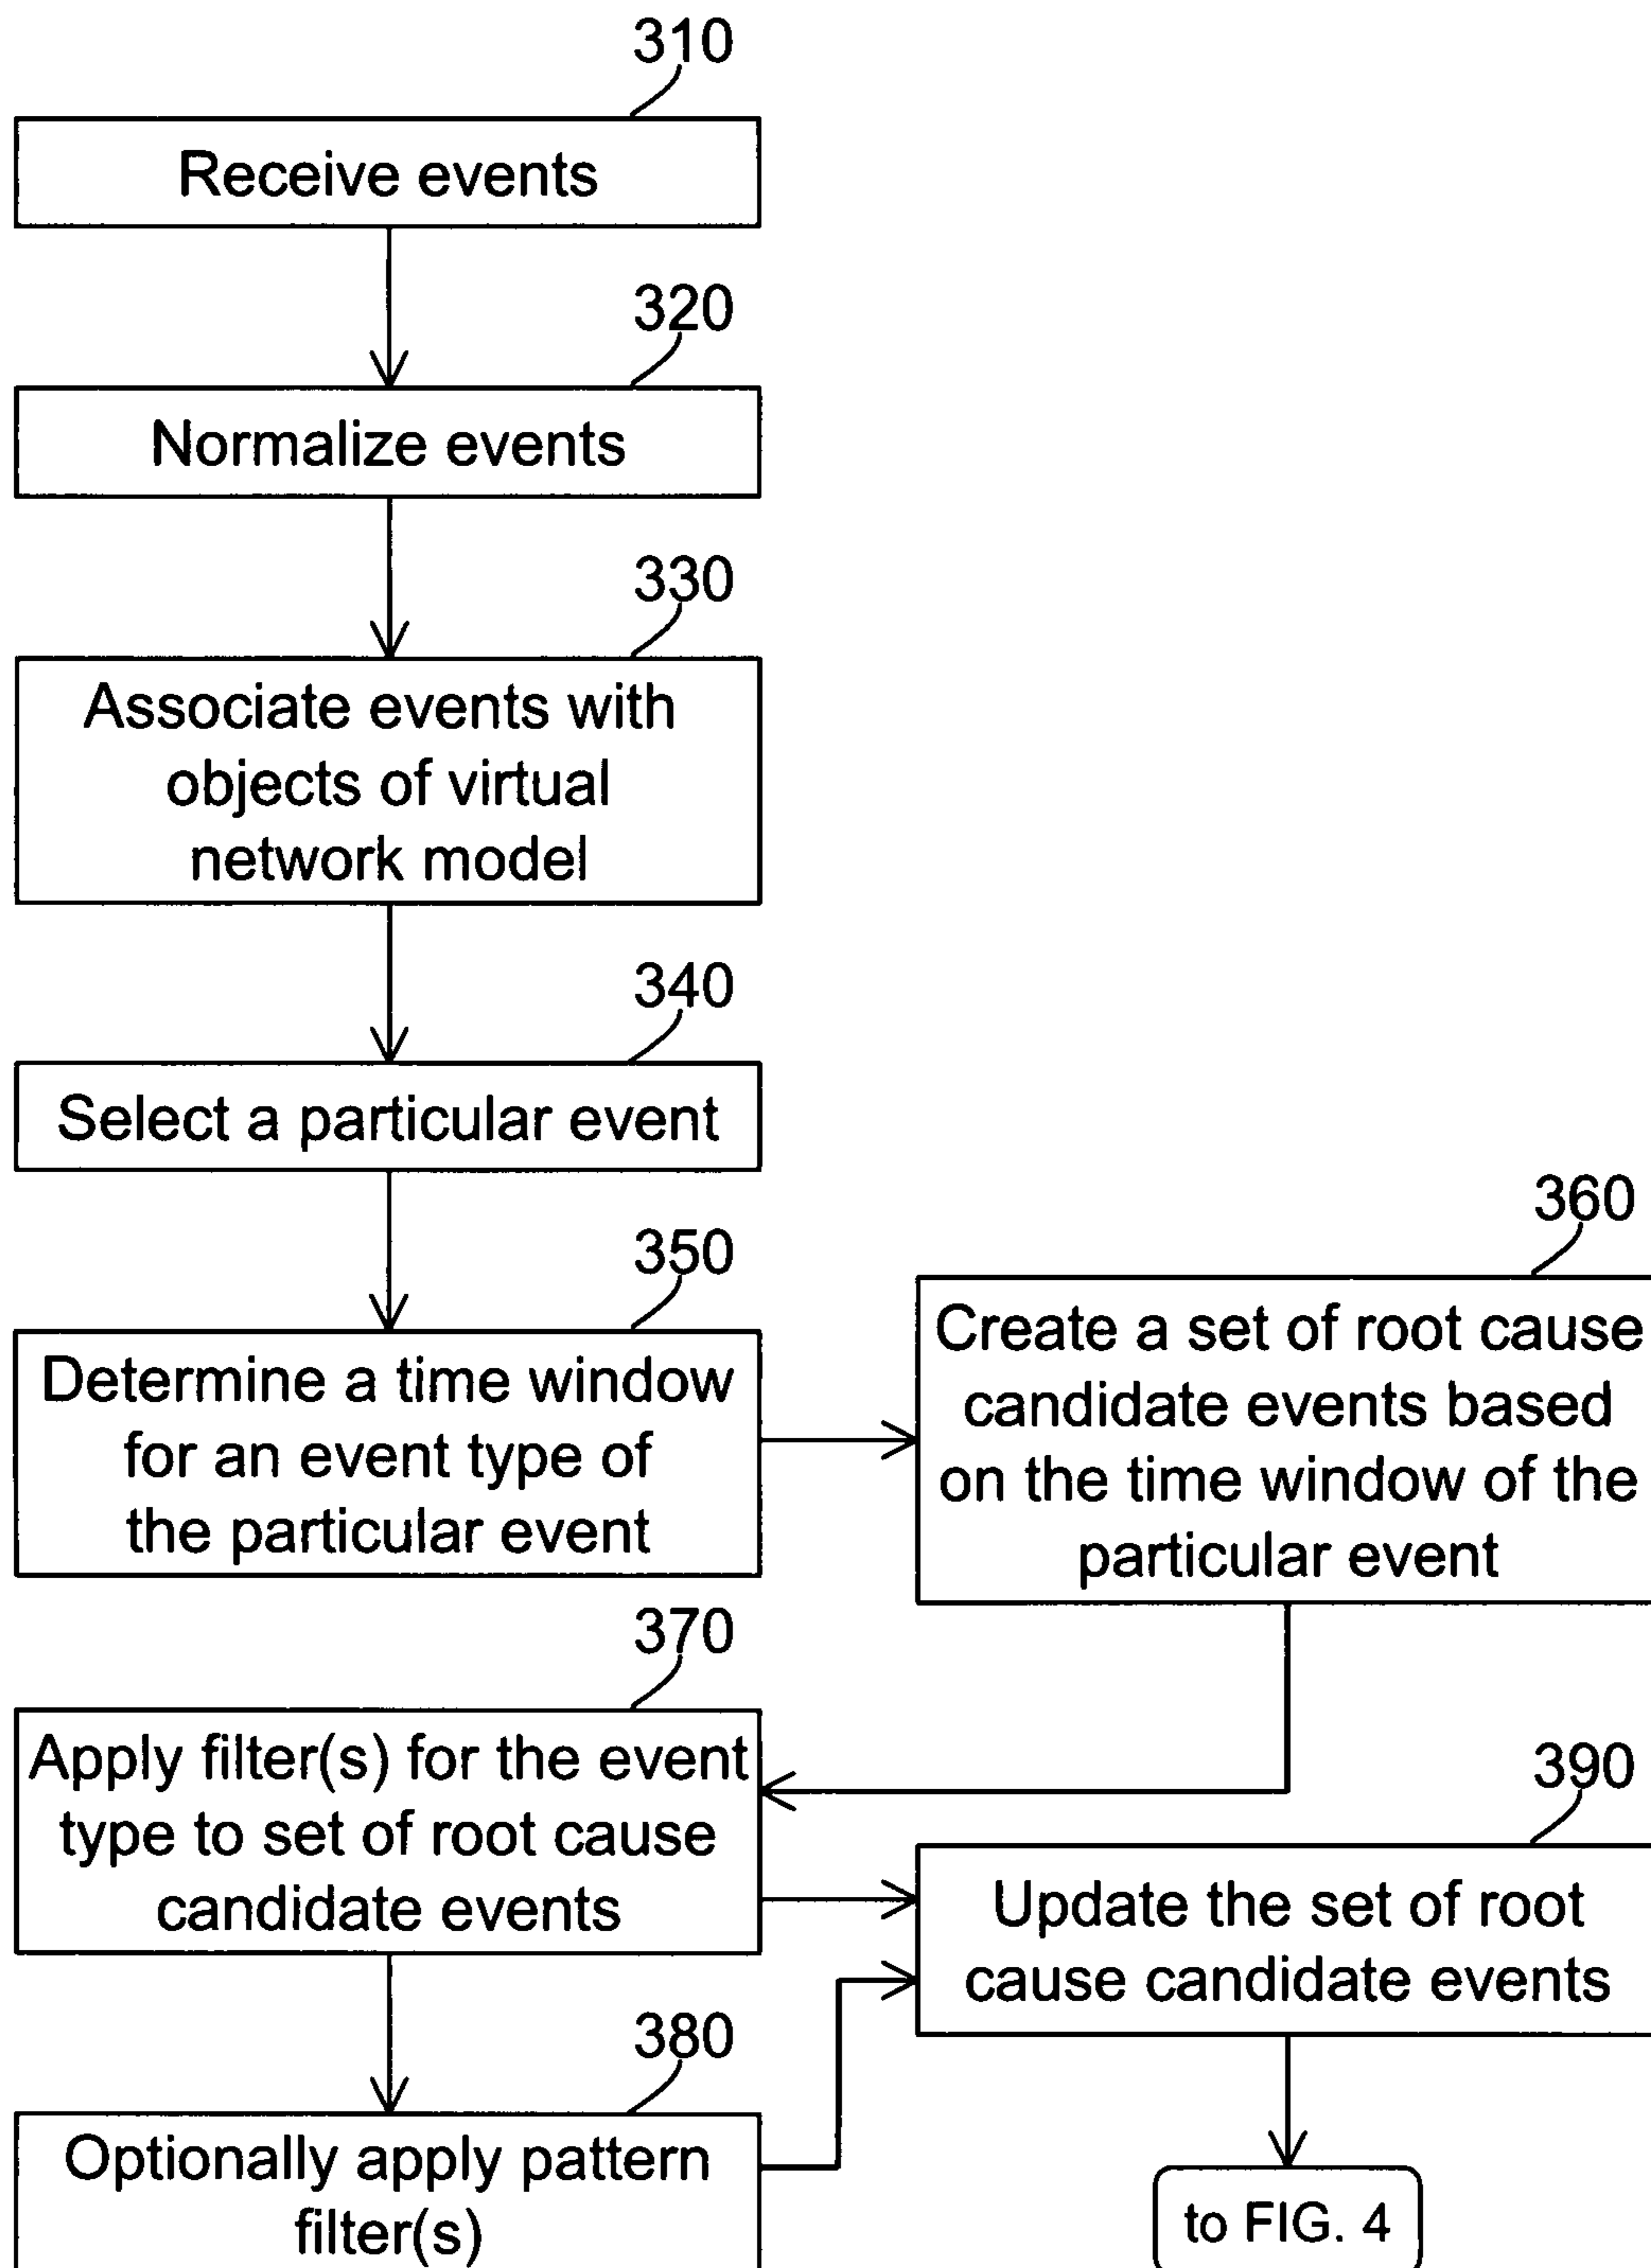 310
Receive events
320
Normalize events
330
Associate events with
objects of virtual
network model
340
Select a particular event
350
Determine a time window
for an event type of
the particular event
360
Create a set of root cause
candidate events based
on the time window of the
particular event
370
Apply filter(s) for the event
type to set of root cause
candidate events
380
Optionally apply pattern
filter(s)
390
Update the set of root
cause candidate events
to FIG. 4